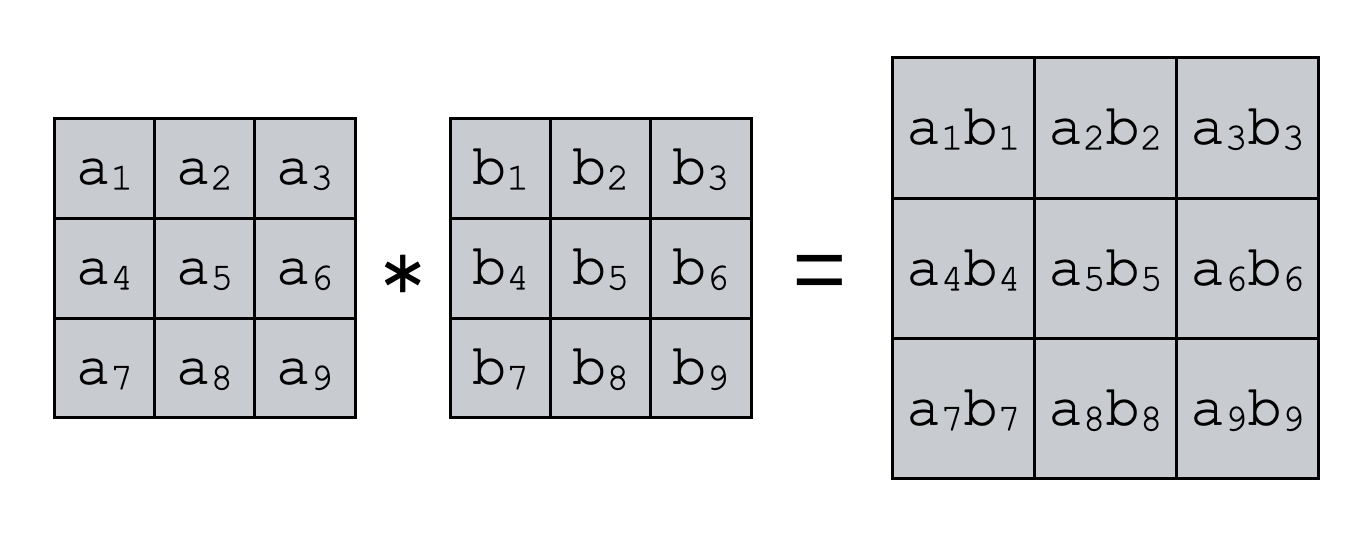 a₁ a₂ a₃ b₁ b₂ b₃ a₁b₁ a₂b₂ a₃b₃
a₄ a₅ a₆ * b₄ b₅ b₆ = a₄b₄ a₅b₅ a₆b₆
a₇ a₈ a₉ b₇ b₈ b₉ a₇b₇ a₈b₈ a₉b₉